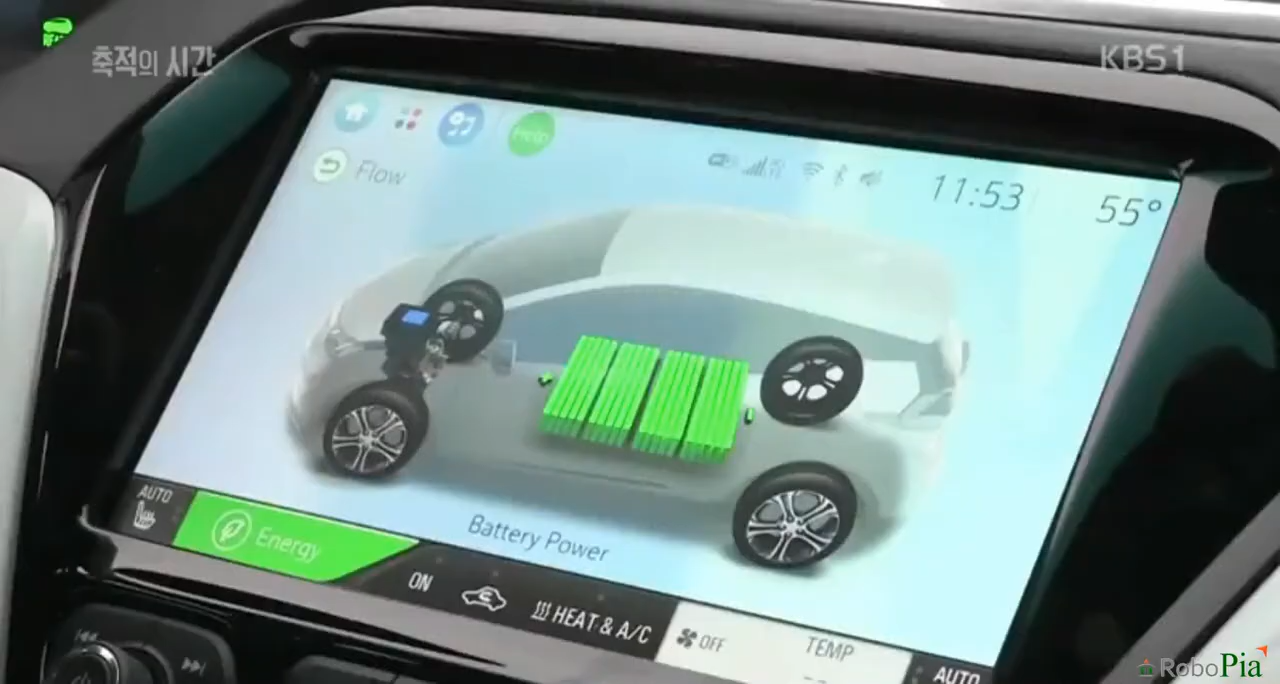 축적의 시간
KBS1
Help
Flow
11:53
55°
Battery Power
AUTO
Energy
ON
HEAT & A/C
OFF
TEMP
AUTO
RoboPia